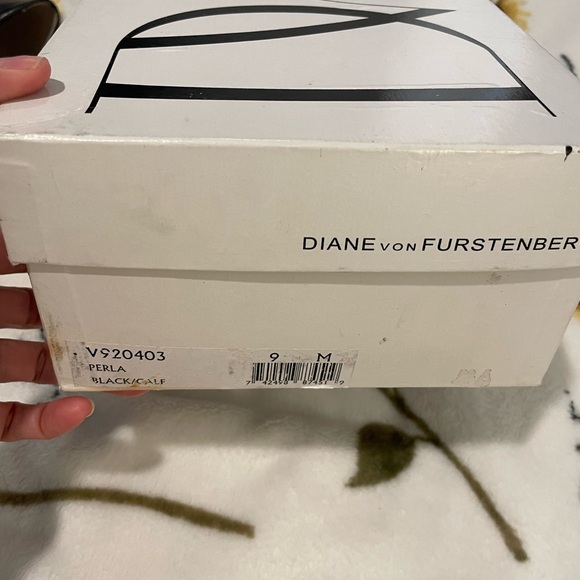 DIANE VON FURSTENBER
V920403 9 M
PERLA
BLACK/CALF